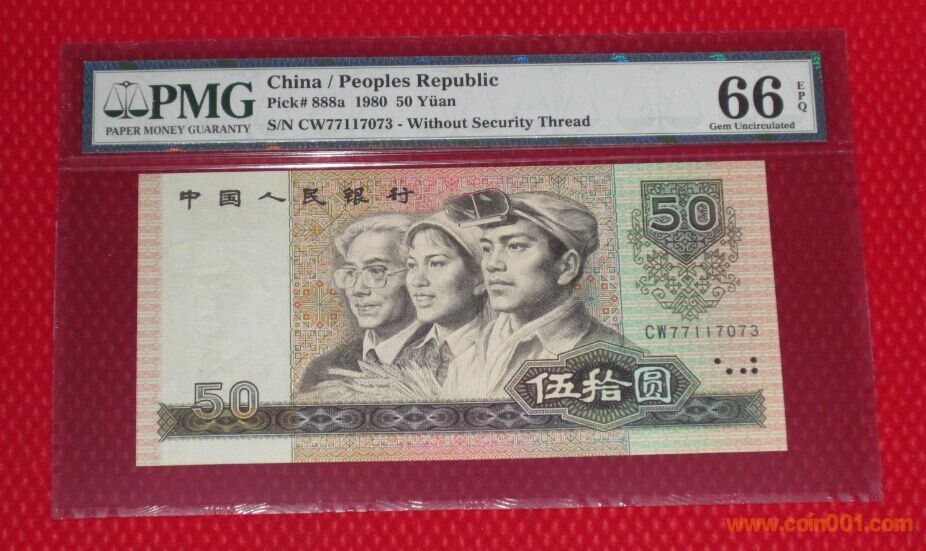 PMG
PAPER MONEY GUARANTY
China / Peoples Republic
Pick# 888a 1980 50 Yüan
S/N CW77117073 - Without Security Thread
66 EPQ
Gem Uncirculated
中国人民银行
50
CW77117073
50
伍拾圆
www.coin001.com